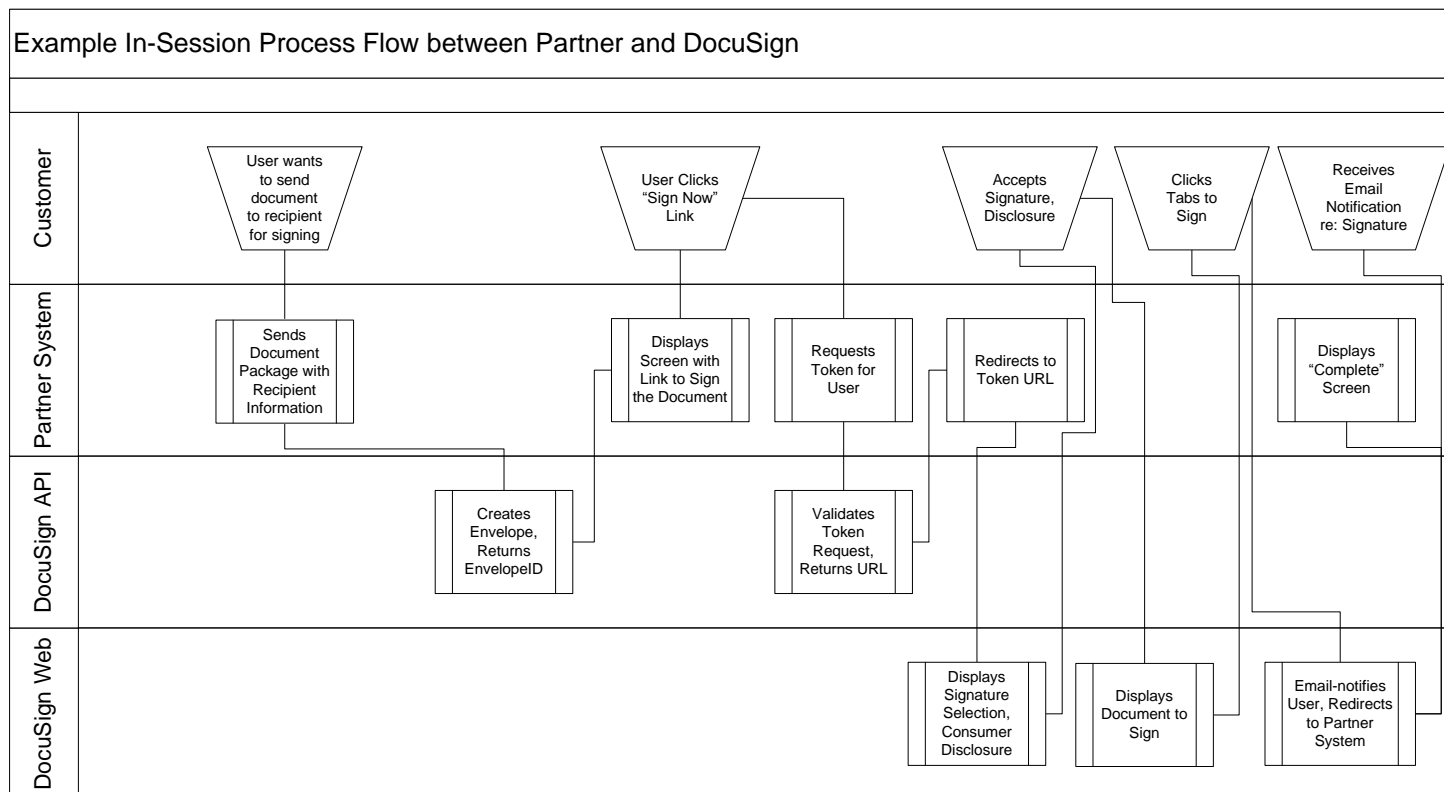 Example In-Session Process Flow between Partner and DocuSign
Customer
User wants
to send
document
to recipient
for signing
User Clicks
“Sign Now”
Link
Accepts
Signature,
Disclosure
Clicks
Tabs to
Sign
Receives
Email
Notification
re: Signature
Partner System
Sends
Document
Package with
Recipient
Information
Displays
Screen with
Link to Sign
the Document
Requests
Token for
User
Redirects to
Token URL
Displays
“Complete”
Screen
DocuSign API
Creates
Envelope,
Returns
EnvelopeID
Validates
Token
Request,
Returns URL
DocuSign Web
Displays
Signature
Selection,
Consumer
Disclosure
Displays
Document to
Sign
Email-notifies
User, Redirects
to Partner
System